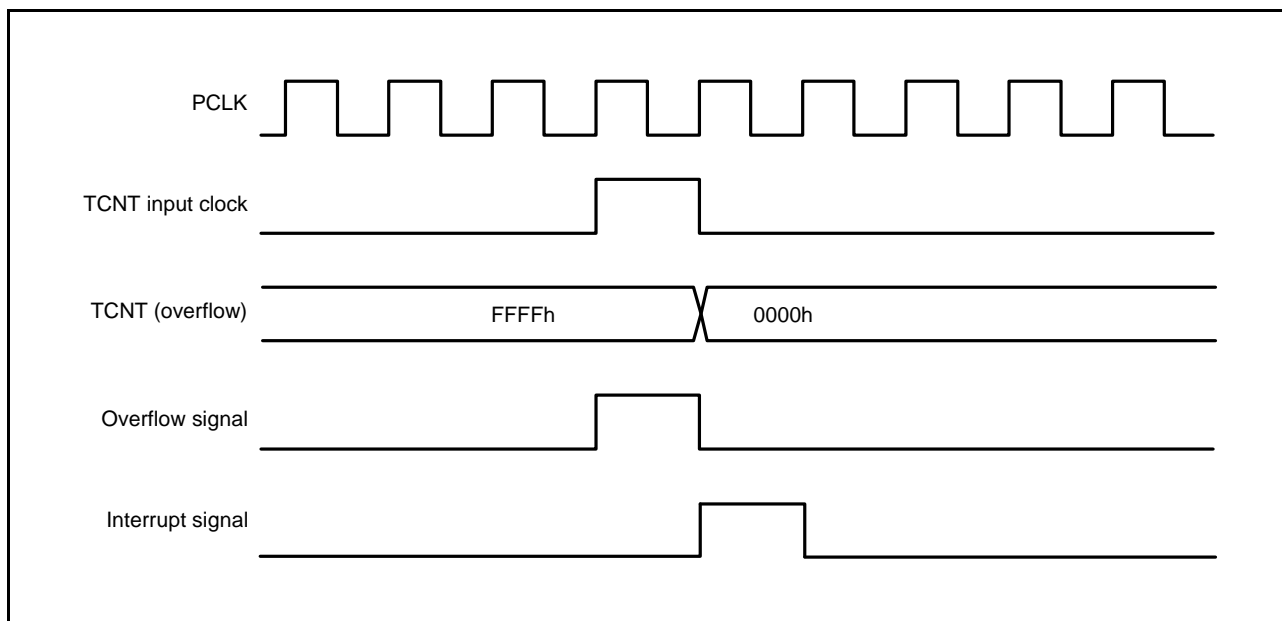 PCLK
TCNT input clock
TCNT (overflow)
FFFFh 0000h
Overflow signal
Interrupt signal